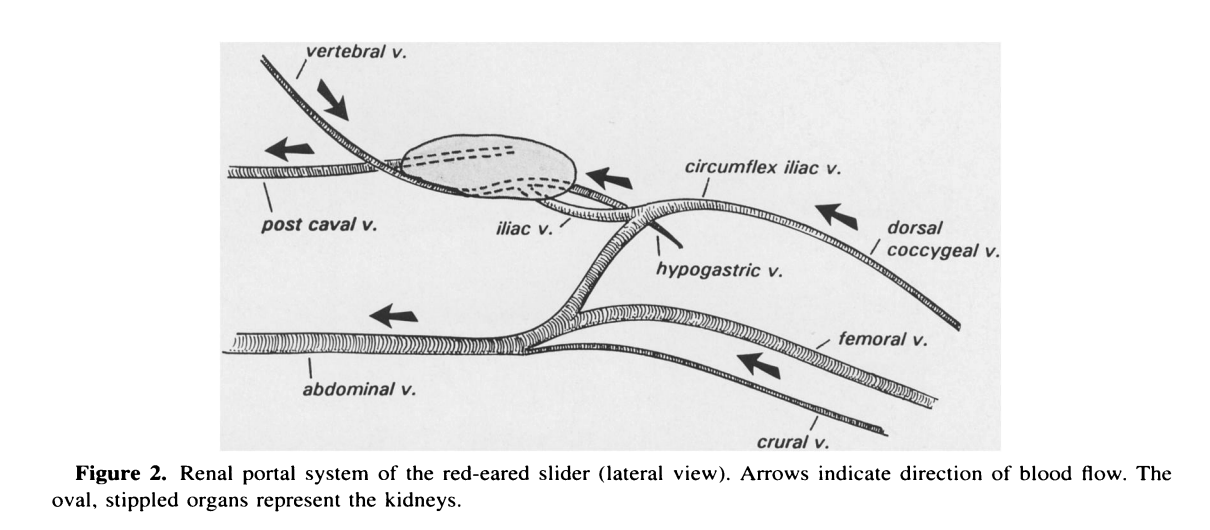 vertebral v.
circumflex iliac v.
post caval v.
iliac v.
dorsal
coccygeal v.
hypogastric v.
femoral v.
abdominal v.
crural v.
Figure 2. Renal portal system of the red-eared slider (lateral view). Arrows indicate direction of blood flow. The
oval, stippled organs represent the kidneys.